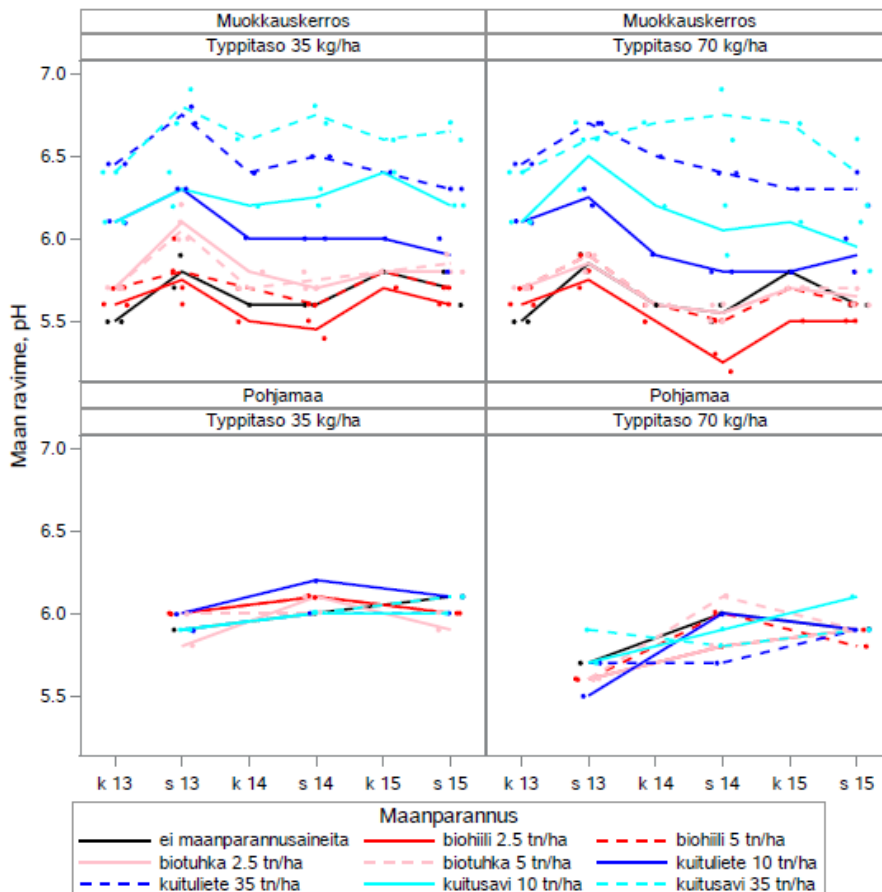 Muokkauskerros Muokkauskerros
Typpitaso 35 kg/ha Typpitaso 70 kg/ha
7.0
6.5
6.0
5.5
Pohjamaa Pohjamaa
Typpitaso 35 kg/ha Typpitaso 70 kg/ha
7.0
6.5
6.0
5.5
Maan ravinne, pH
k 13 s 13 k 14 s 14 k 15 s 15 k 13 s 13 k 14 s 14 k 15 s 15
Maanparannus
ei maanparannusaineita biohiili 2.5 tn/ha biohiili 5 tn/ha
biotuhka 2.5 tn/ha biotuhka 5 tn/ha kuituliete 10 tn/ha
kuituliete 35 tn/ha kuitusavi 10 tn/ha kuitusavi 35 tn/ha